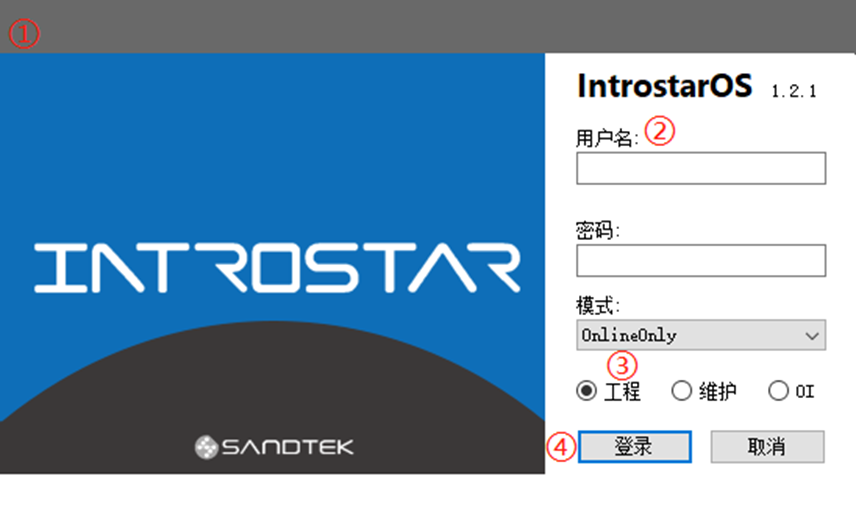 ①
IntrostarOS 1.2.1
用户名: ②
密码:
INTROSTAR
模式:
OnlineOnly
③
工程 维护 OI
SANDTEK
④ 登录 取消